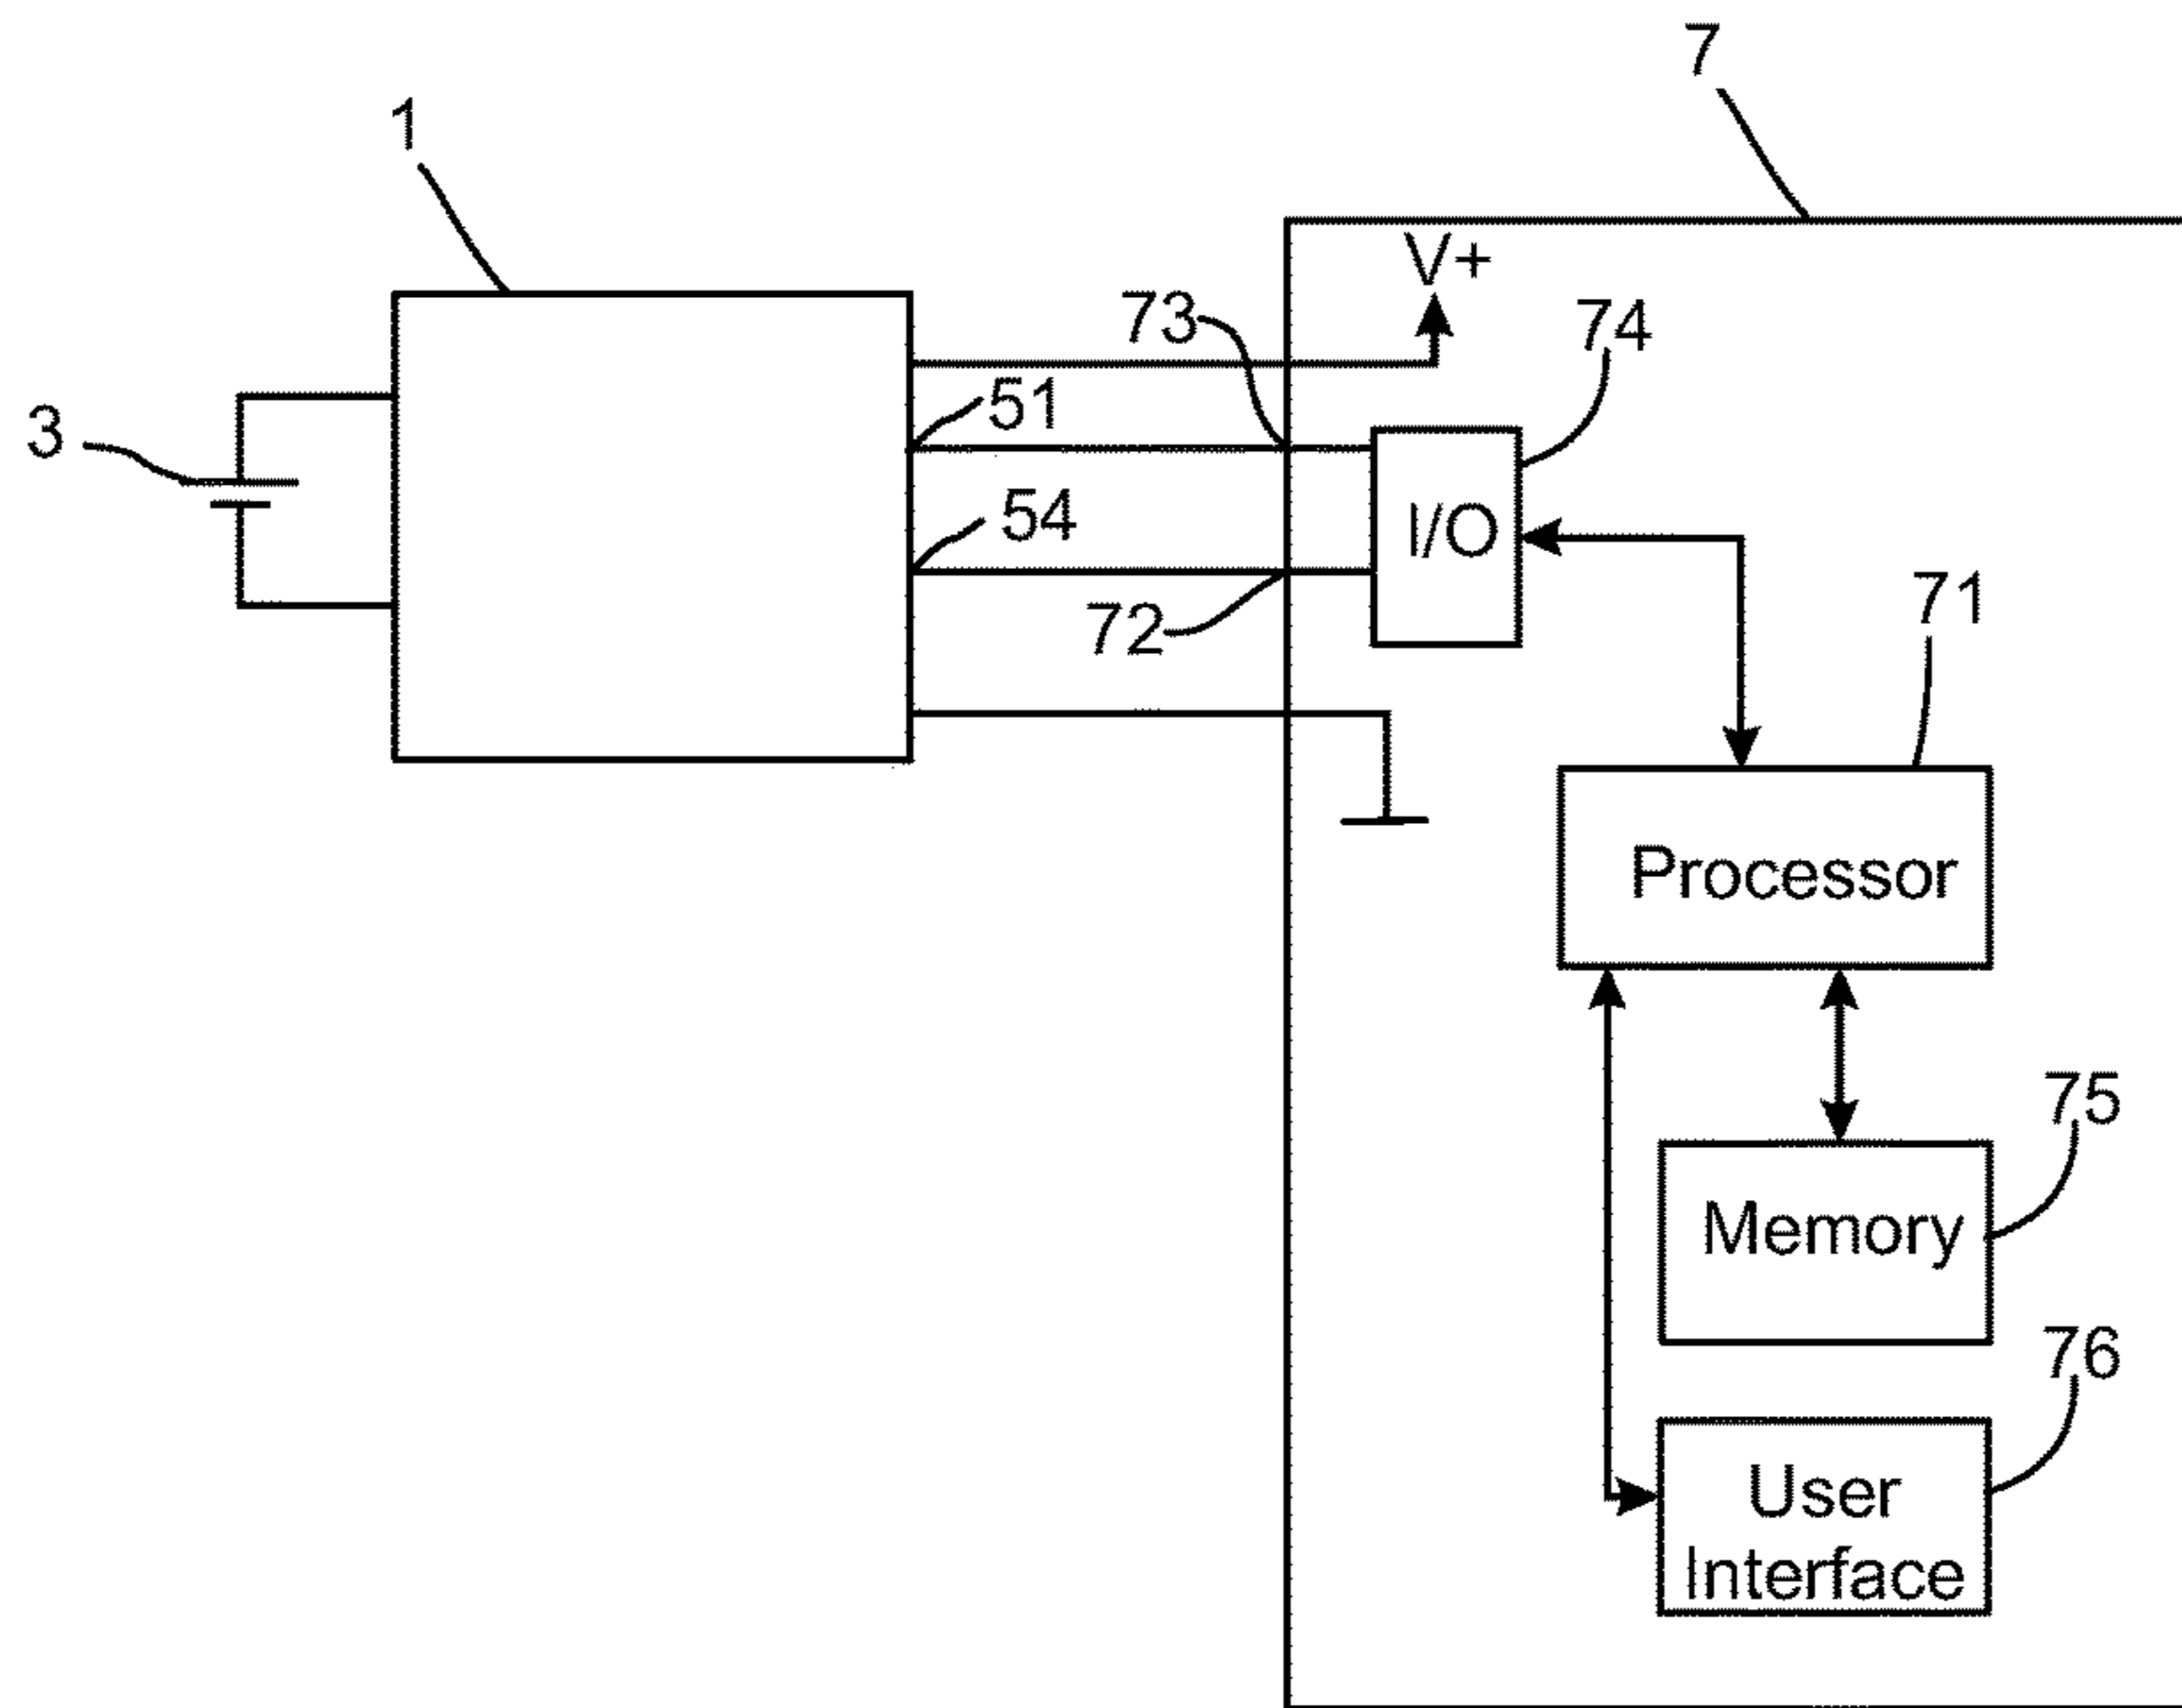 7
1
V+
73
74
51
3
54
I/O
71
72
Processor
75
Memory
76
User
Interface